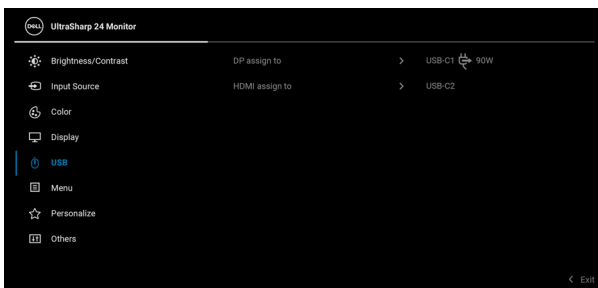 DELL UltraSharp 24 Monitor
Brightness/Contrast DP assign to > USB-C1 90W
Input Source HDMI assign to > USB-C2
Color
Display
USB
Menu
Personalize
Others
< Exit